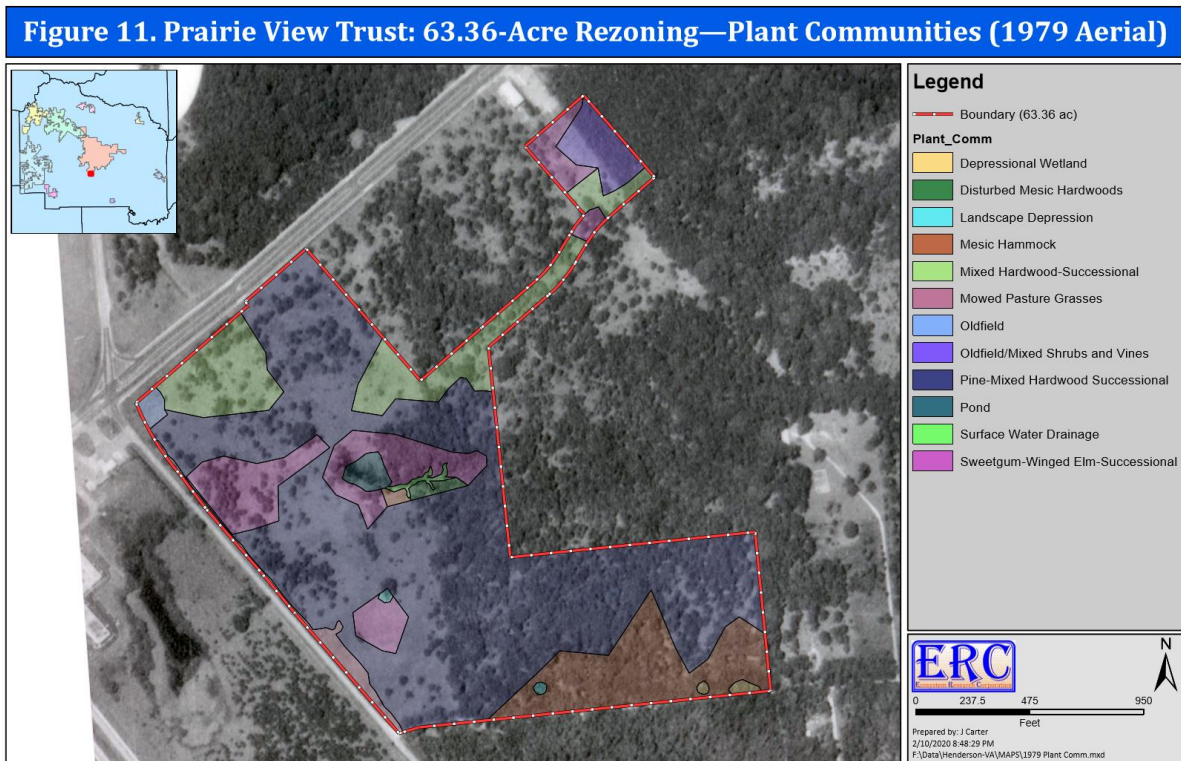 Figure 11. Prairie View Trust: 63.36-Acre Rezoning—Plant Communities (1979 Aerial)
Legend
Boundary (63.36 ac)
Plant_Comm
Depressional Wetland
Disturbed Mesic Hardwoods
Landscape Depression
Mesic Hammock
Mixed Hardwood-Successional
Mowed Pasture Grasses
Oldfield
Oldfield/Mixed Shrubs and Vines
Pine-Mixed Hardwood Successional
Pond
Surface Water Drainage
Sweetgum-Winged Elm-Successional
ERC
Ecosystem Research Corporation
N
0 237.5 475 950
Feet
Prepared by: J Carter
2/10/2020 8:48:29 PM
F:\Data\Henderson-VA\MAPS\1979 Plant Comm.mxd